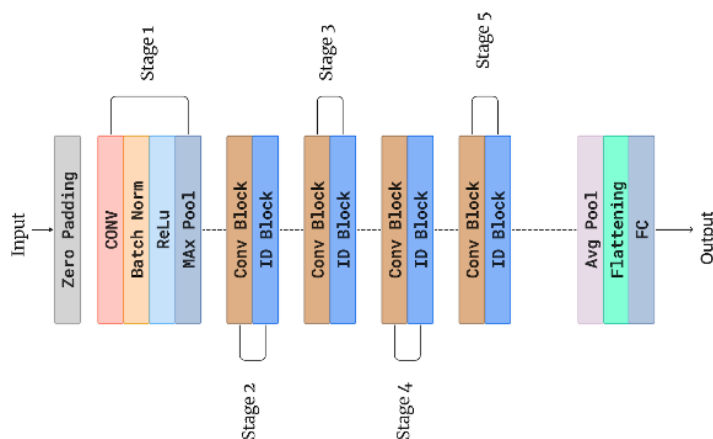 Input
Zero Padding
Stage 1
CONV
Batch Norm
ReLu
MAx Pool
Conv Block
ID Block
Stage 2
Stage 3
Conv Block
ID Block
Conv Block
ID Block
Stage 4
Stage 5
Conv Block
ID Block
Avg Pool
Flattening
FC
Output